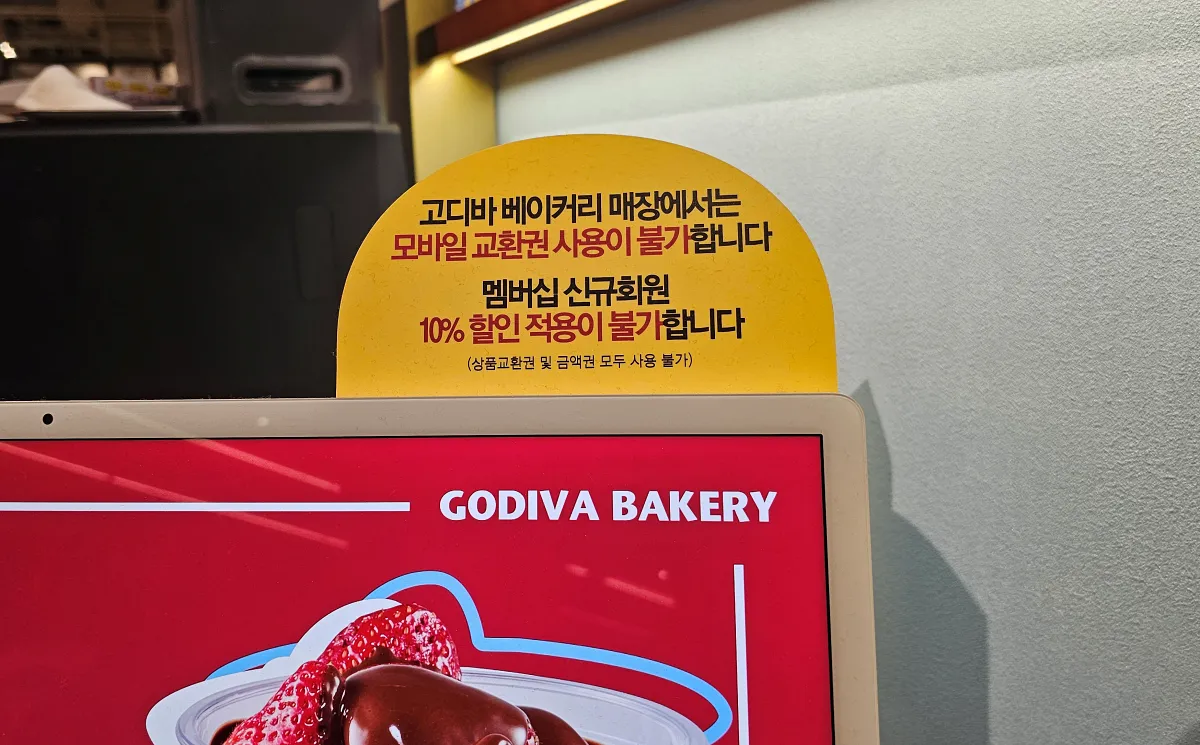 고디바 베이커리 매장에서는
모바일 교환권 사용이 불가합니다
멤버십 신규회원
10% 할인 적용이 불가합니다
(상품교환권 및 금액권 모두 사용 불가)
GODIVA BAKERY